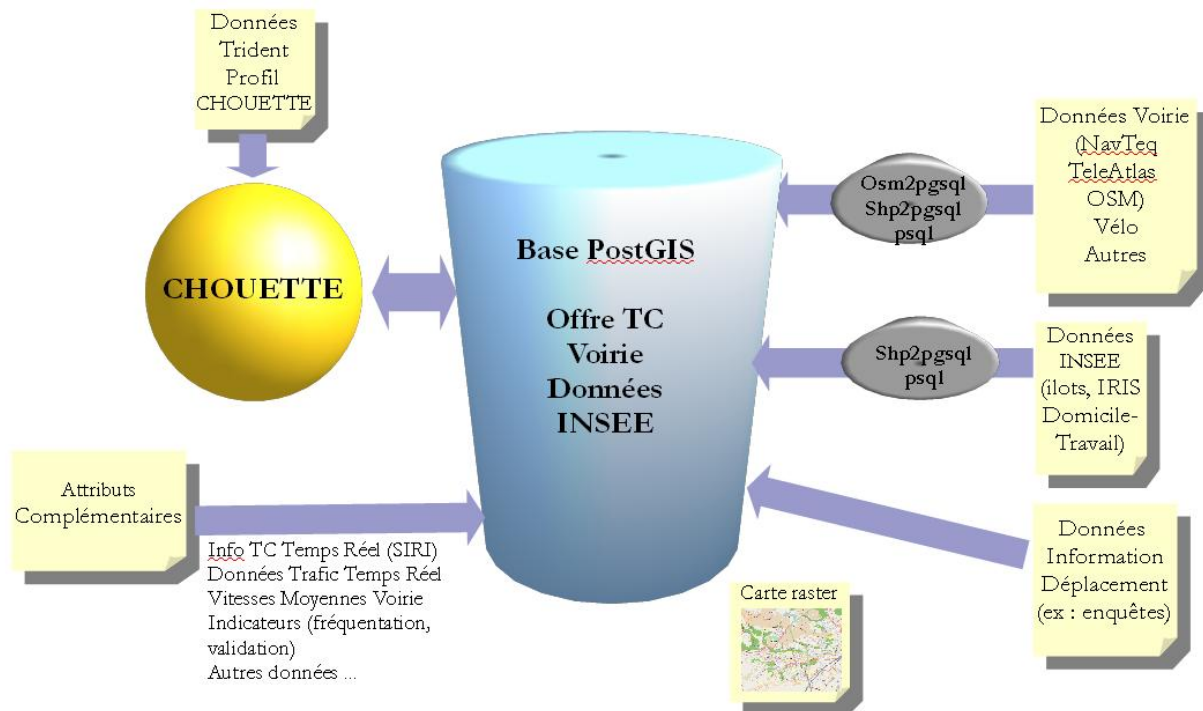 Données
Trident
Profil
CHOUETTE
CHOUETTE
Base PostGIS
Offre TC
Voirie
Données
INSEE
Osm2pgsql
Shp2pgsql
psql
Données Voirie
(NavTeq
TeleAtlas
OSM)
Vélo
Autres
Shp2pgsql
psql
Données
INSEE
(ilots, IRIS
Domicile-
Travail)
Attributs
Complémentaires
Info TC Temps Réel (SIRI)
Données Trafic Temps Réel
Vitesses Moyennes Voirie
Indicateurs (fréquentation,
validation)
Autres données ...
Carte raster
Données
Information
Déplacement
(ex : enquêtes)